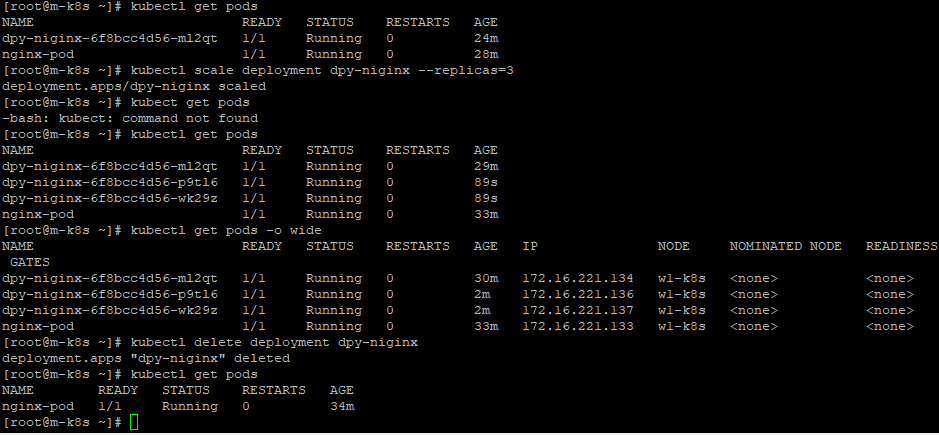 [root@m-k8s ~]# kubectl get pods
NAME                          READY   STATUS    RESTARTS   AGE
dpy-niginx-6f8bcc4d56-ml2qt   1/1     Running   0          24m
nginx-pod                     1/1     Running   0          28m
[root@m-k8s ~]# kubectl scale deployment dpy-niginx --replicas=3
deployment.apps/dpy-niginx scaled
[root@m-k8s ~]# kubect get pods
-bash: kubect: command not found
[root@m-k8s ~]# kubectl get pods
NAME                          READY   STATUS    RESTARTS   AGE
dpy-niginx-6f8bcc4d56-ml2qt   1/1     Running   0          29m
dpy-niginx-6f8bcc4d56-p9tl6   1/1     Running   0          89s
dpy-niginx-6f8bcc4d56-wk29z   1/1     Running   0          89s
nginx-pod                     1/1     Running   0          33m
[root@m-k8s ~]# kubectl get pods -o wide
NAME                          READY   STATUS    RESTARTS   AGE   IP               NODE     NOMINATED NODE   READINESS
 GATES
dpy-niginx-6f8bcc4d56-ml2qt   1/1     Running   0          30m   172.16.221.134   w1-k8s   <none>           <none>
dpy-niginx-6f8bcc4d56-p9tl6   1/1     Running   0          2m    172.16.221.136   w1-k8s   <none>           <none>
dpy-niginx-6f8bcc4d56-wk29z   1/1     Running   0          2m    172.16.221.137   w1-k8s   <none>           <none>
nginx-pod                     1/1     Running   0          33m   172.16.221.133   w1-k8s   <none>           <none>
[root@m-k8s ~]# kubectl delete deployment dpy-niginx
deployment.apps "dpy-niginx" deleted
[root@m-k8s ~]# kubectl get pods
NAME        READY   STATUS    RESTARTS   AGE
nginx-pod   1/1     Running   0          34m
[root@m-k8s ~]#